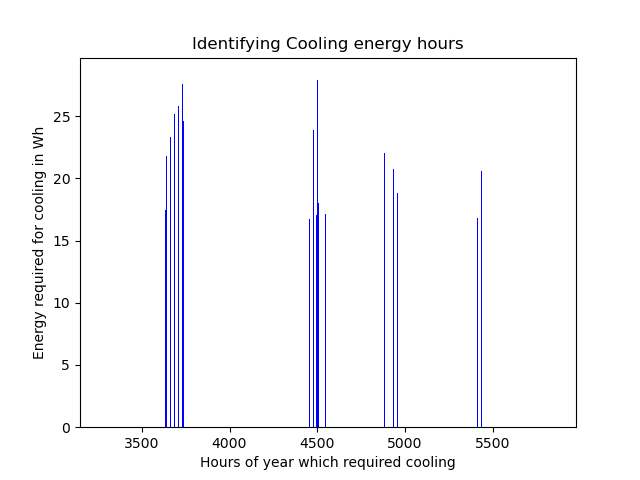 Identifying Cooling energy hours
Energy required for cooling in Wh
25
20
15
10
5
0
3500 4000 4500 5000 5500
Hours of year which required cooling